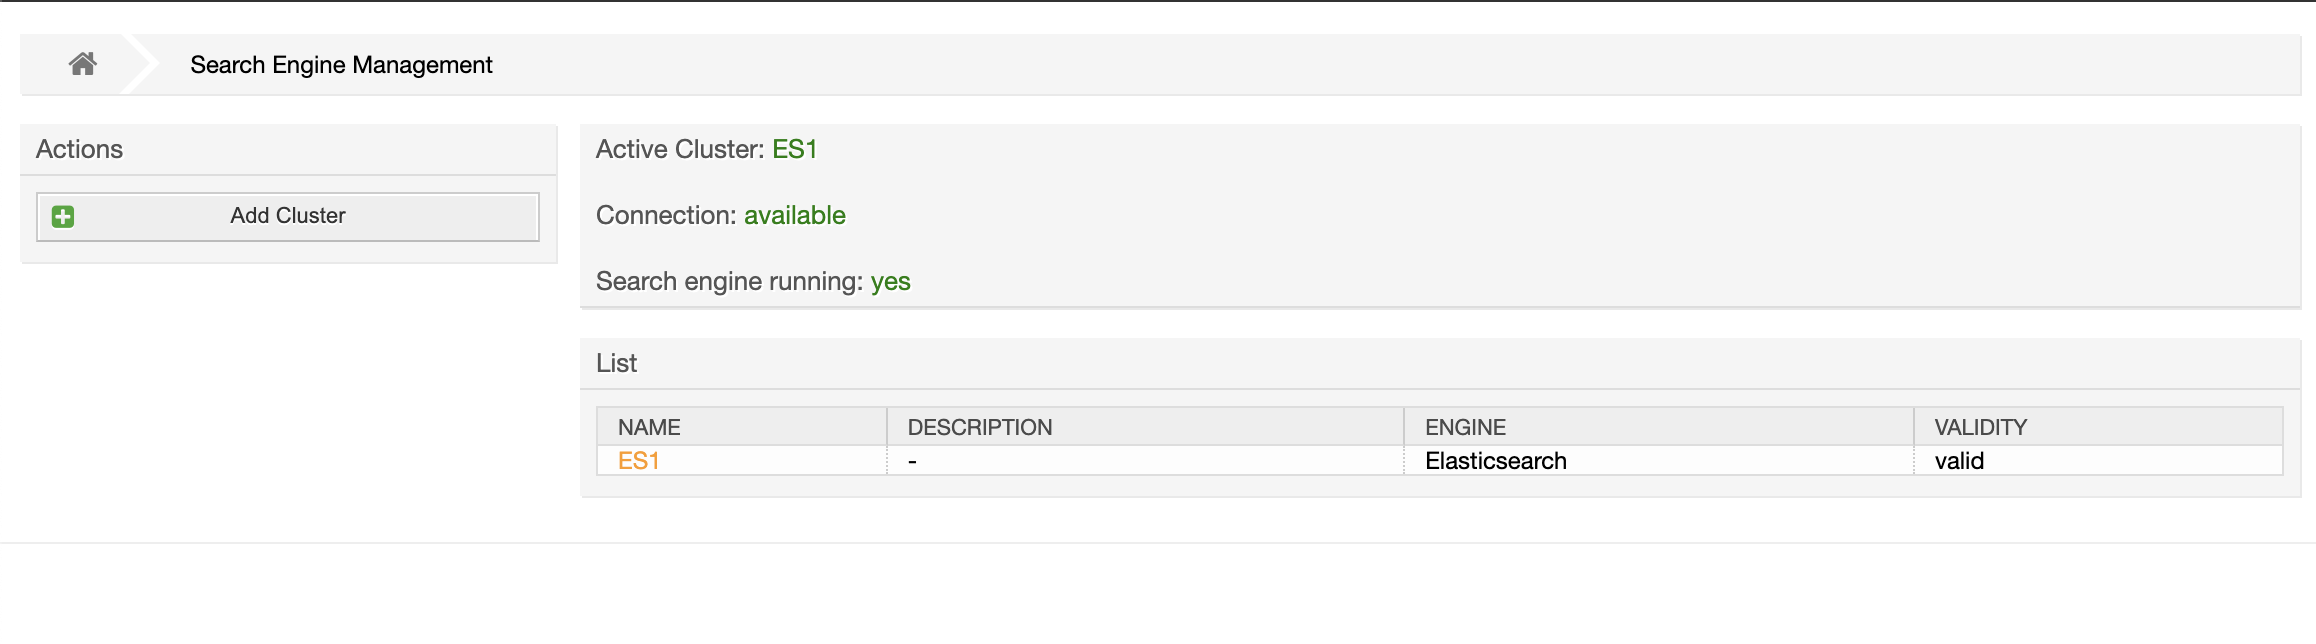 Search Engine Management
Actions
Add Cluster
Active Cluster: ES1
Connection: available
Search engine running: yes
List
NAME DESCRIPTION ENGINE VALIDITY
ES1 - Elasticsearch valid